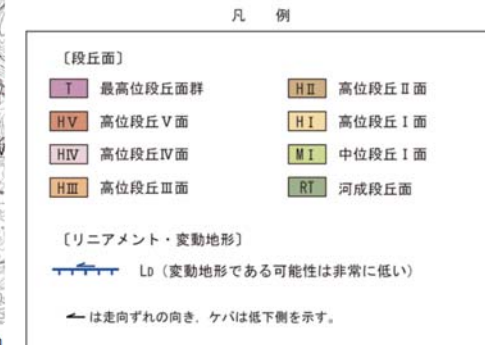 凡　例
〔段丘面〕
T 最高位段丘面群
HⅤ 高位段丘Ⅴ面
HⅣ 高位段丘Ⅳ面
HⅢ 高位段丘Ⅲ面
HⅡ 高位段丘Ⅱ面
HⅠ 高位段丘Ⅰ面
MⅠ 中位段丘Ⅰ面
RT 河成段丘面
〔リニアメント・変動地形〕
LD（変動地形である可能性は非常に低い）
は走向ずれの向き，ケバは低下側を示す。